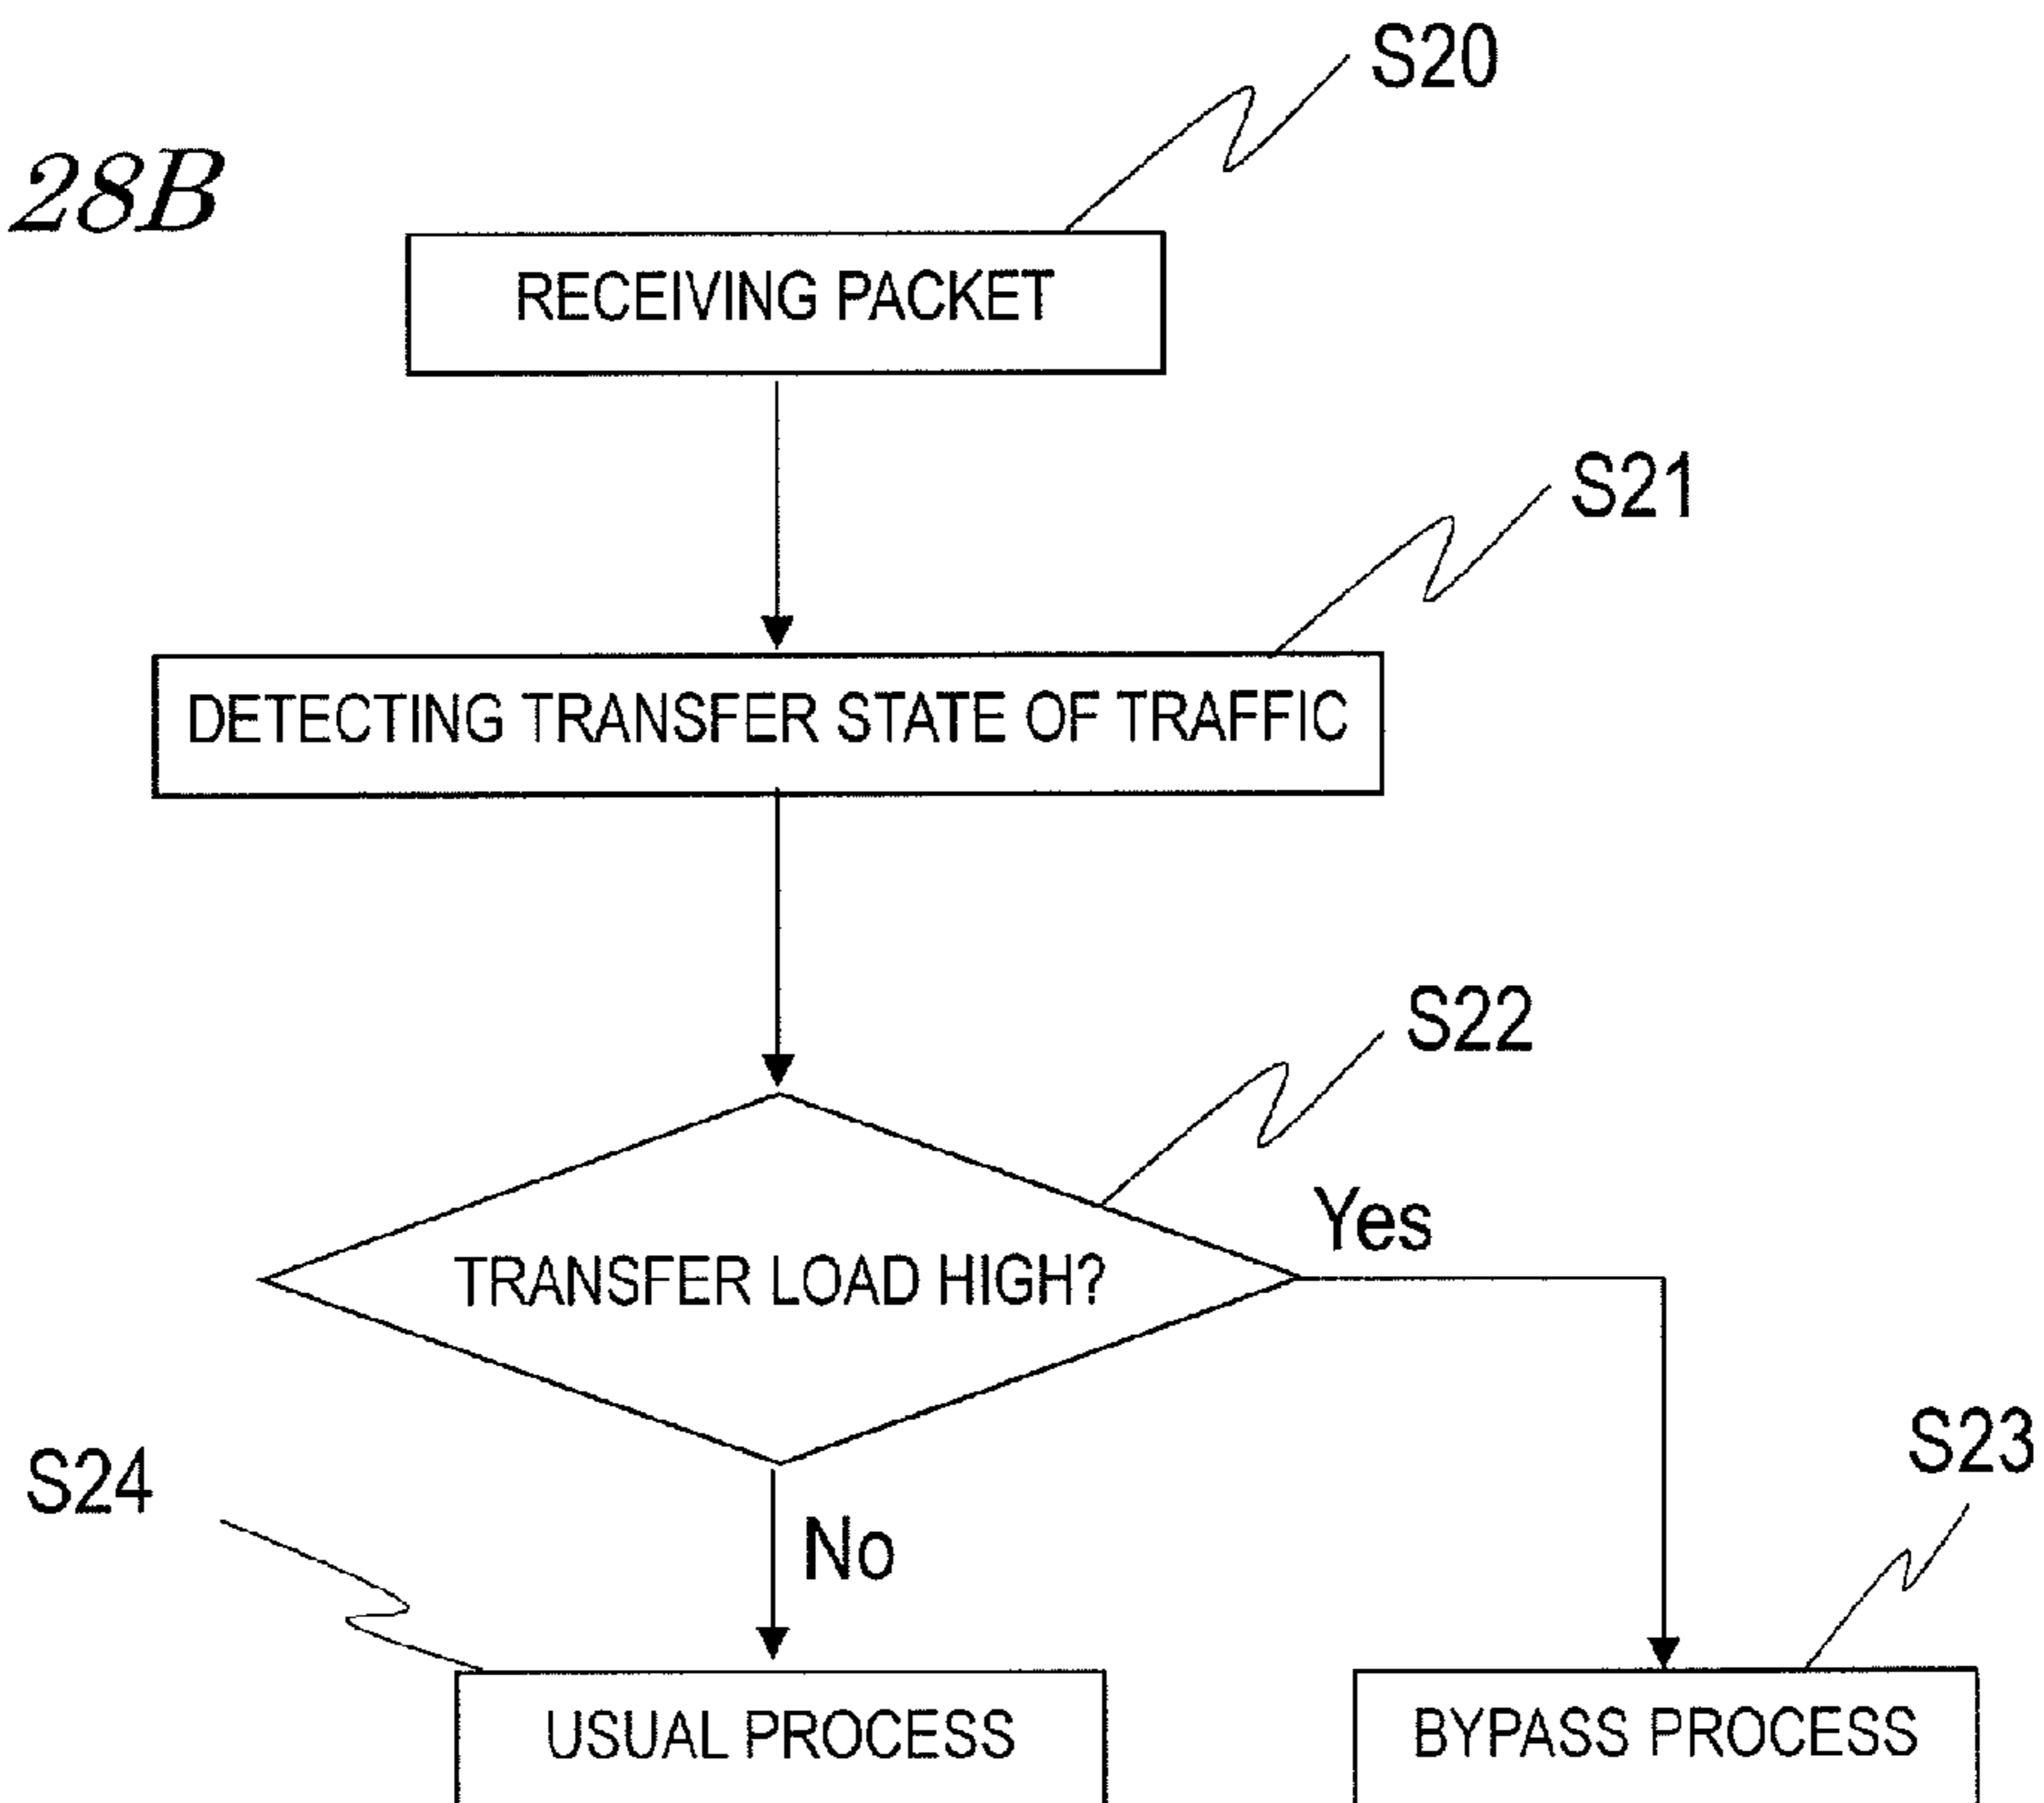 S20
28B
RECEIVING PACKET
S21
DETECTING TRANSFER STATE OF TRAFFIC
S22
Yes
TRANSFER LOAD HIGH?
S23
S24
No
USUAL PROCESS
BYPASS PROCESS